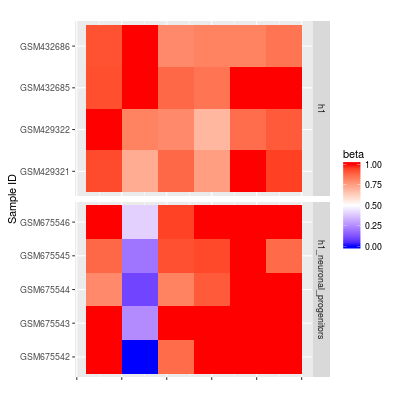 Sample ID
GSM432686
GSM432685
GSM429322
GSM429321
h1
GSM675546
GSM675545
GSM675544
GSM675543
GSM675542
h1_neuronal_progenitors
beta
1.00
0.75
0.50
0.25
0.00